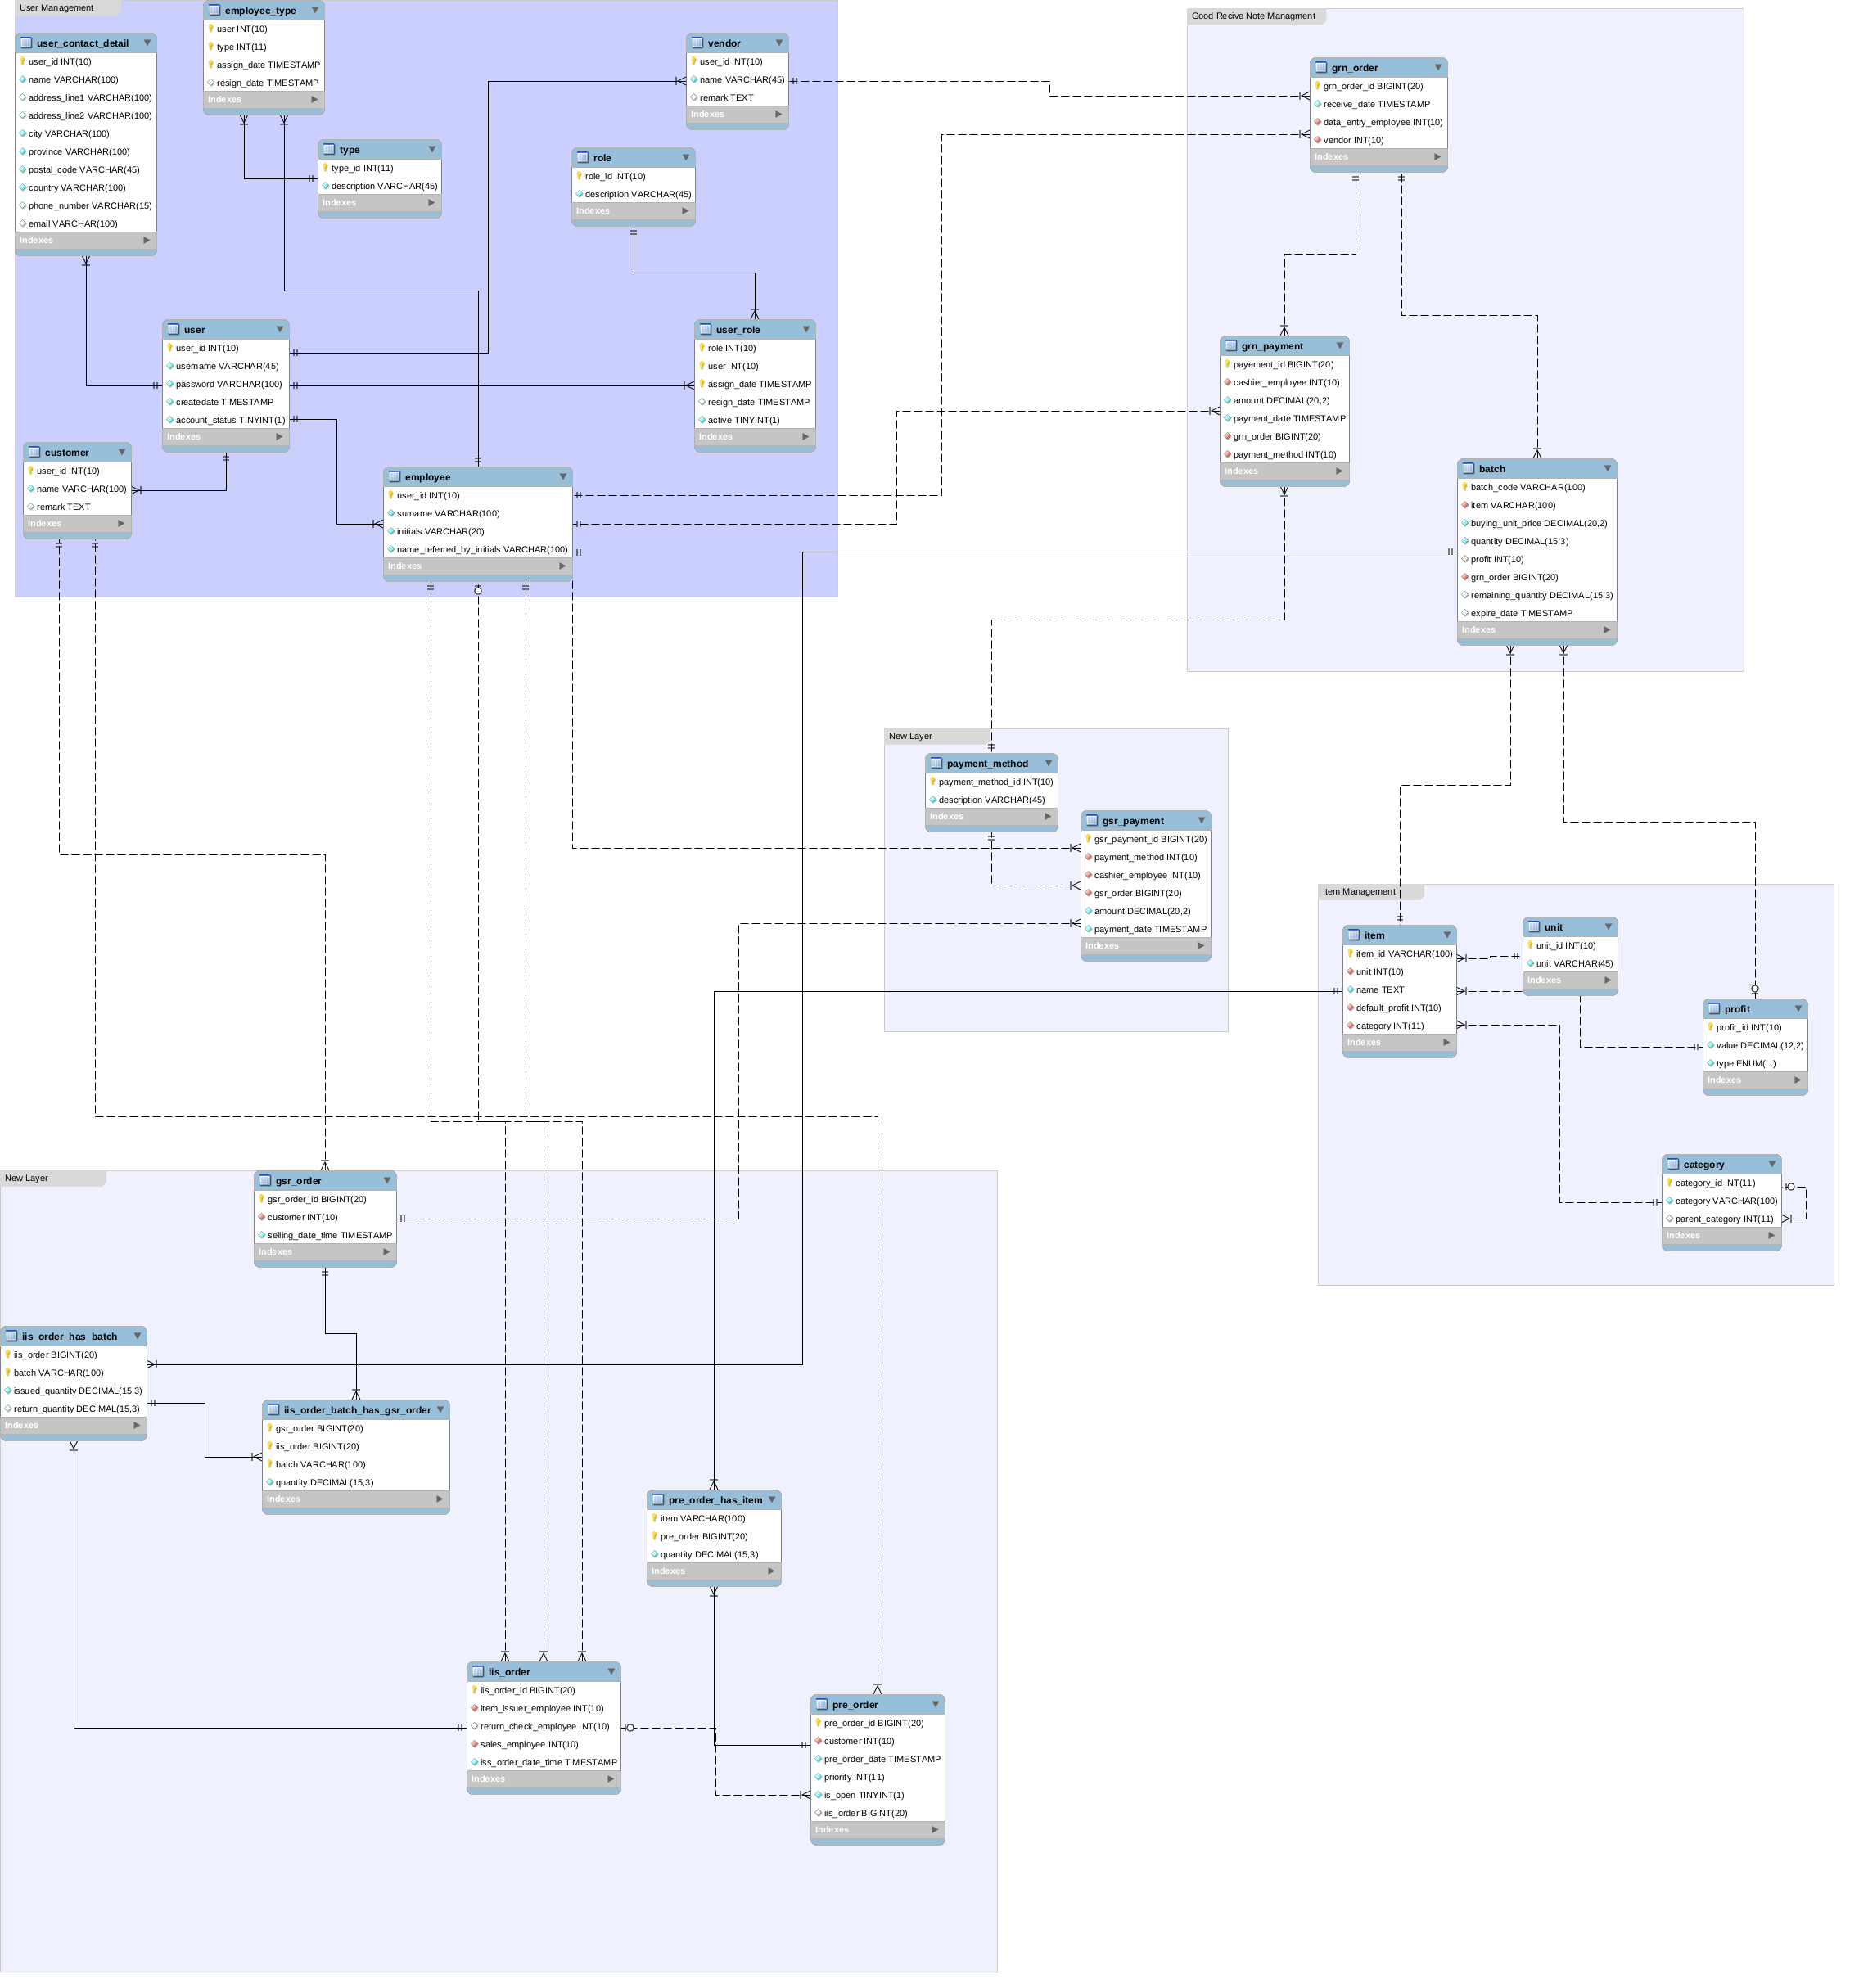 User Management
employee_type
user INT(10)
type INT(11)
assign_date TIMESTAMP
resign_date TIMESTAMP
Indexes
user_contact_detail
user_id INT(10)
name VARCHAR(100)
address_line1 VARCHAR(100)
address_line2 VARCHAR(100)
city VARCHAR(100)
province VARCHAR(100)
postal_code VARCHAR(45)
country VARCHAR(100)
phone_number VARCHAR(15)
email VARCHAR(100)
Indexes
vendor
user_id INT(10)
name VARCHAR(45)
remark TEXT
Indexes
type
type_id INT(11)
description VARCHAR(45)
Indexes
role
role_id INT(10)
description VARCHAR(45)
Indexes
user
user_id INT(10)
username VARCHAR(45)
password VARCHAR(100)
createdate TIMESTAMP
account_status TINYINT(1)
Indexes
user_role
role INT(10)
user INT(10)
assign_date TIMESTAMP
resign_date TIMESTAMP
active TINYINT(1)
Indexes
customer
user_id INT(10)
name VARCHAR(100)
remark TEXT
Indexes
employee
user_id INT(10)
surname VARCHAR(100)
initials VARCHAR(20)
name_referred_by_initials VARCHAR(100)
Indexes
Good Recive Note Managment
grn_order
grn_order_id BIGINT(20)
receive_date TIMESTAMP
data_entry_employee INT(10)
vendor INT(10)
Indexes
grn_payment
payement_id BIGINT(20)
cashier_employee INT(10)
amount DECIMAL(20,2)
payment_date TIMESTAMP
grn_order BIGINT(20)
payment_method INT(10)
Indexes
batch
batch_code VARCHAR(100)
item VARCHAR(100)
buying_unit_price DECIMAL(20,2)
quantity DECIMAL(15,3)
profit INT(10)
grn_order BIGINT(20)
remaining_quantity DECIMAL(15,3)
expire_date TIMESTAMP
Indexes
New Layer
payment_method
payment_method_id INT(10)
description VARCHAR(45)
Indexes
gsr_payment
gsr_payment_id BIGINT(20)
payment_method INT(10)
cashier_employee INT(10)
gsr_order BIGINT(20)
amount DECIMAL(20,2)
payment_date TIMESTAMP
Indexes
Item Management
item
item_id VARCHAR(100)
unit INT(10)
name TEXT
default_profit INT(10)
category INT(11)
Indexes
unit
unit_id INT(10)
unit VARCHAR(45)
Indexes
profit
profit_id INT(10)
value DECIMAL(12,2)
type ENUM(...)
Indexes
category
category_id INT(11)
category VARCHAR(100)
parent_category INT(11)
Indexes
New Layer
gsr_order
gsr_order_id BIGINT(20)
customer INT(10)
selling_date_time TIMESTAMP
Indexes
iis_order_has_batch
iis_order BIGINT(20)
batch VARCHAR(100)
issued_quantity DECIMAL(15,3)
return_quantity DECIMAL(15,3)
Indexes
iis_order_batch_has_gsr_order
gsr_order BIGINT(20)
iis_order BIGINT(20)
batch VARCHAR(100)
quantity DECIMAL(15,3)
Indexes
pre_order_has_item
item VARCHAR(100)
pre_order BIGINT(20)
quantity DECIMAL(15,3)
Indexes
iis_order
iis_order_id BIGINT(20)
item_issuer_employee INT(10)
return_check_employee INT(10)
sales_employee INT(10)
iss_order_date_time TIMESTAMP
Indexes
pre_order
pre_order_id BIGINT(20)
customer INT(10)
pre_order_date TIMESTAMP
priority INT(11)
is_open TINYINT(1)
iis_order BIGINT(20)
Indexes